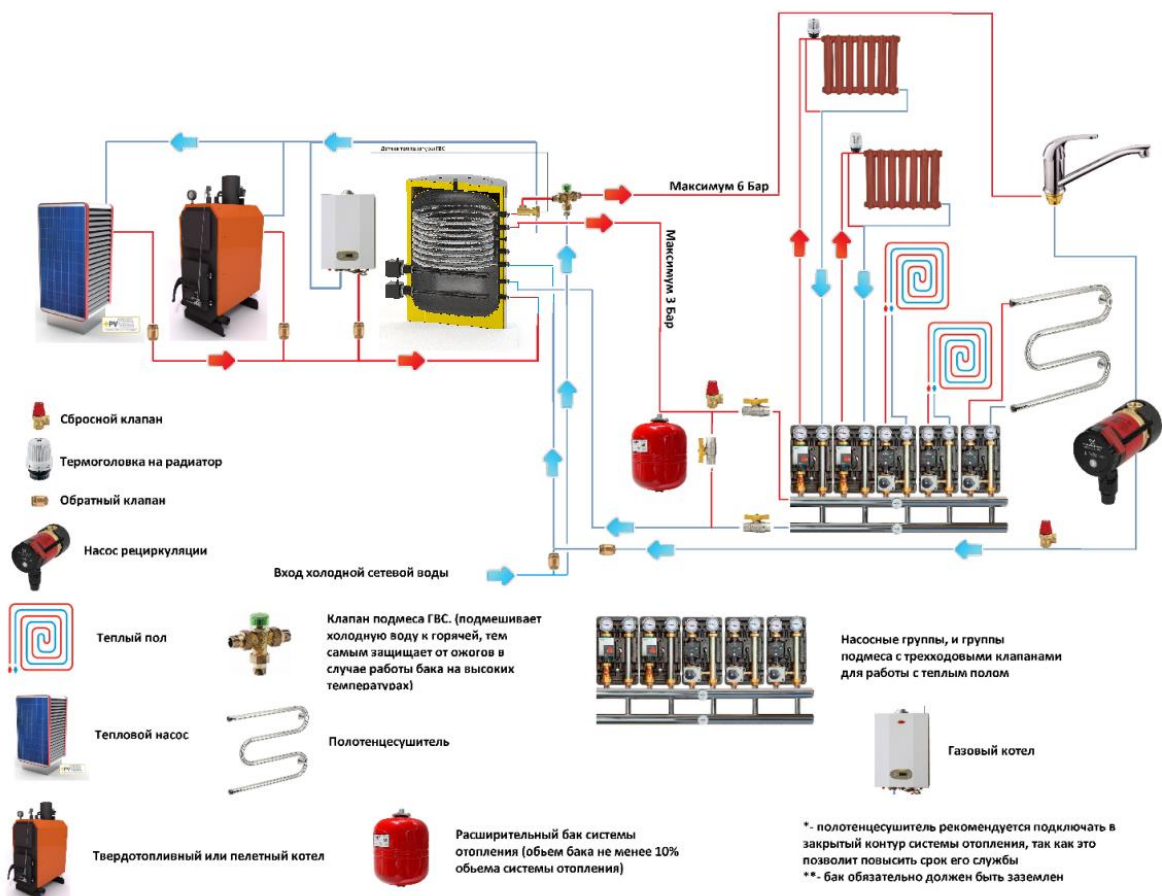 Датчик температуры ГВС
Максимум 6 Бар
Максимум 3 Бар
Сбросной клапан
Термоголовка на радиатор
Обратный клапан
Насос рециркуляции
Вход холодной сетевой воды
Теплый пол
Клапан подмеса ГВС. (подмешивает
холодную воду к горячей, тем
самым защищает от ожогов в
случае работы бака на высоких
температурах)
Насосные группы, и группы
подмеса с трехходовыми клапанами
для работы с теплым полом
Тепловой насос
Полотенцесушитель
Газовый котел
Твердотопливный или пелетный котел
Расширительный бак системы
отопления (обьем бака не менее 10%
обьема системы отопления)
*- полотенцесушитель рекомендуется подключать в
закрытый контур системы отопления, так как это
позволит повысить срок его службы
**- бак обязательно должен быть заземлен